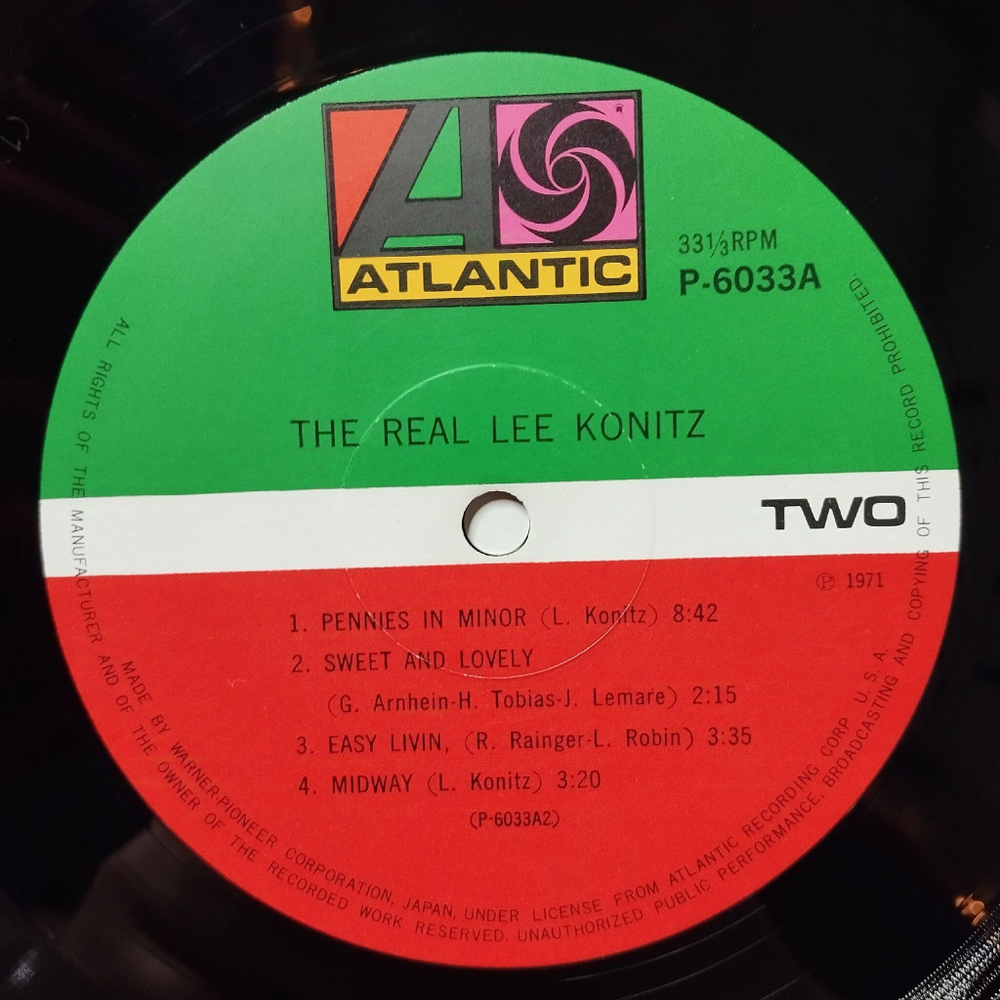 ATLANTIC
®
33⅓RPM
P-6033A
THE REAL LEE KONITZ
TWO
℗ 1971
1. PENNIES IN MINOR (L. Konitz) 8:42
2. SWEET AND LOVELY
(G. Arnhein-H. Tobias-J. Lemare) 2:15
3. EASY LIVIN, (R. Rainger-L. Robin) 3:35
4. MIDWAY (L. Konitz) 3:20
(P-6033A2)
MADE BY WARNER-PIONEER CORPORATION, JAPAN, UNDER LICENSE FROM ATLANTIC RECORDING CORP. U. S. A.
ALL RIGHTS OF THE MANUFACTURER AND OF THE OWNER OF THE RECORDED WORK RESERVED. UNAUTHORIZED PUBLIC PERFORMANCE, BROADCASTING AND COPYING OF THIS RECORD PROHIBITED.